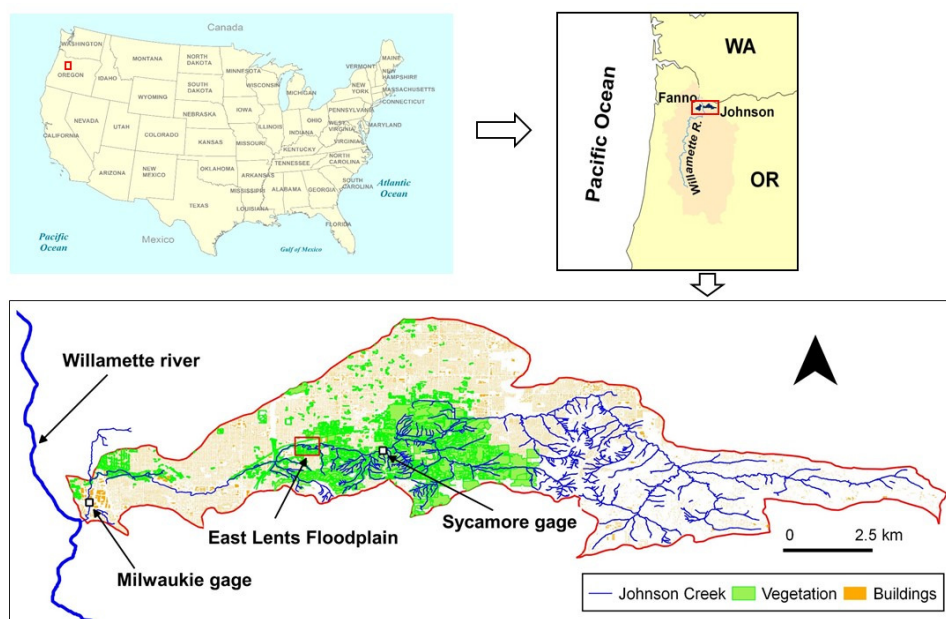 Canada
WASHINGTON
OREGON
IDAHO
MONTANA
NORTH
DAKOTA
SOUTH
DAKOTA
MINNESOTA
WISCONSIN
MICHIGAN
VERMONT
MAINE
NEW
HAMPSHIRE
MASSACHUSETTS
CONNECTICUT
NEW
YORK
WYOMING
NEBRASKA
IOWA
PENNSYLVANIA
NEVADA
UTAH
COLORADO
KANSAS
MISSOURI
ILLINOIS
INDIANA
OHIO
WEST
VIRGINIA
MARYLAND
VIRGINIA
KENTUCKY
CALIFORNIA
ARIZONA
NEW
MEXICO
OKLAHOMA
ARKANSAS
TENNESSEE
NORTH
CAROLINA
SOUTH
CAROLINA
MISSISSIPPI
ALABAMA
GEORGIA
TEXAS
LOUISIANA
FLORIDA
Atlantic
Ocean
Pacific
Ocean
Mexico
Gulf of Mexico
Pacific Ocean
WA
Fanno
Johnson
Willamette R.
OR
Willamette river
Sycamore gage
East Lents Floodplain
Milwaukie gage
0 2.5 km
Johnson Creek Vegetation Buildings